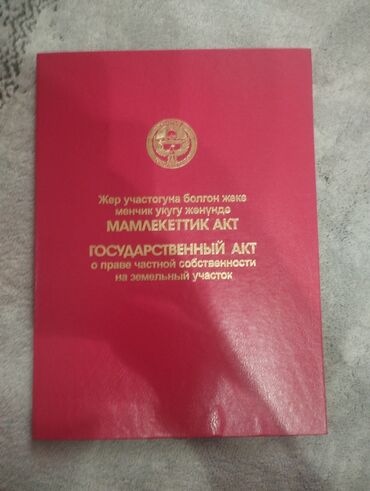 Жер участогуна болгон жеке
менчик укугу жөнүндө
МАМЛЕКЕТТИК АКТ
ГОСУДАРСТВЕННЫЙ АКТ
о праве частной собственности
на земельный участок